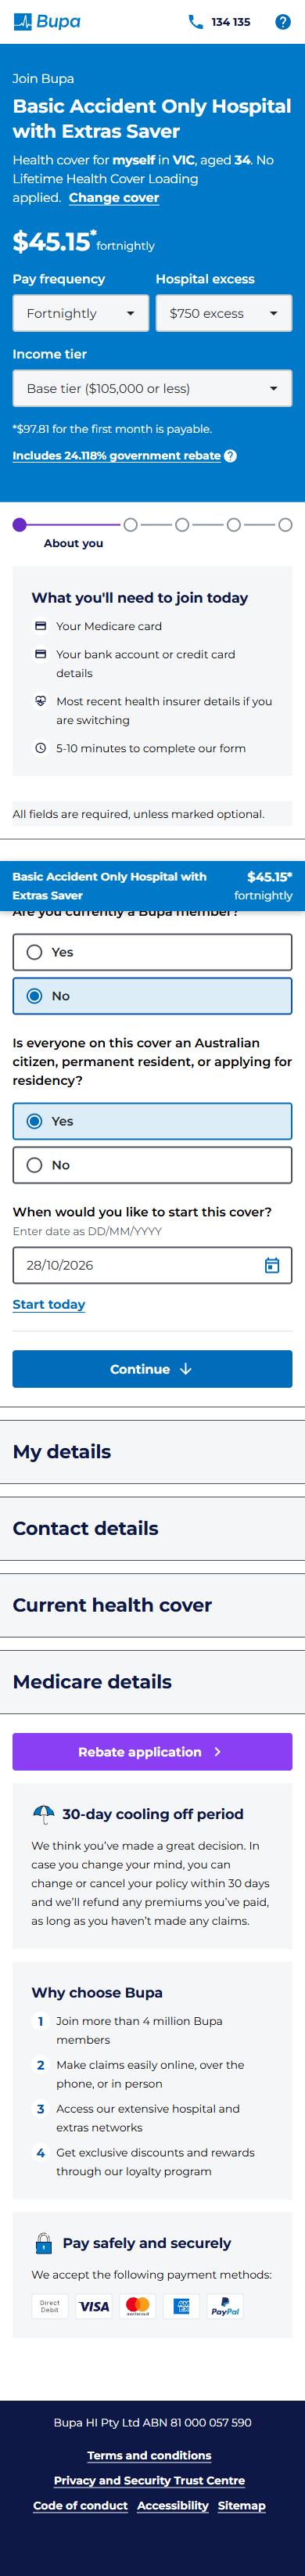 Bupa
134 135
Join Bupa
Basic Accident Only Hospital
with Extras Saver
Health cover for myself in VIC, aged 34. No
Lifetime Health Cover Loading
applied. Change cover
$45.15* fortnightly
Pay frequency
Hospital excess
Fortnightly
$750 excess
Income tier
Base tier ($105,000 or less)
*$97.81 for the first month is payable.
Includes 24.118% government rebate
About you
What you'll need to join today
Your Medicare card
Your bank account or credit card
details
Most recent health insurer details if you
are switching
5-10 minutes to complete our form
All fields are required, unless marked optional.
Basic Accident Only Hospital with
Extras Saver
$45.15*
fortnightly
Are you currently a Bupa member?
Yes
No
Is everyone on this cover an Australian
citizen, permanent resident, or applying for
residency?
Yes
No
When would you like to start this cover?
Enter date as DD/MM/YYYY
28/10/2026
Start today
Continue
My details
Contact details
Current health cover
Medicare details
Rebate application
30-day cooling off period
We think you've made a great decision. In
case you change your mind, you can
change or cancel your policy within 30 days
and we'll refund any premiums you've paid,
as long as you haven't made any claims.
Why choose Bupa
1 Join more than 4 million Bupa
members
2 Make claims easily online, over the
phone, or in person
3 Access our extensive hospital and
extras networks
4 Get exclusive discounts and rewards
through our loyalty program
Pay safely and securely
We accept the following payment methods:
Direct
Debit
VISA
mastercard
AM
EX
PayPal
Bupa HI Pty Ltd ABN 81 000 057 590
Terms and conditions
Privacy and Security Trust Centre
Code of conduct Accessibility Sitemap